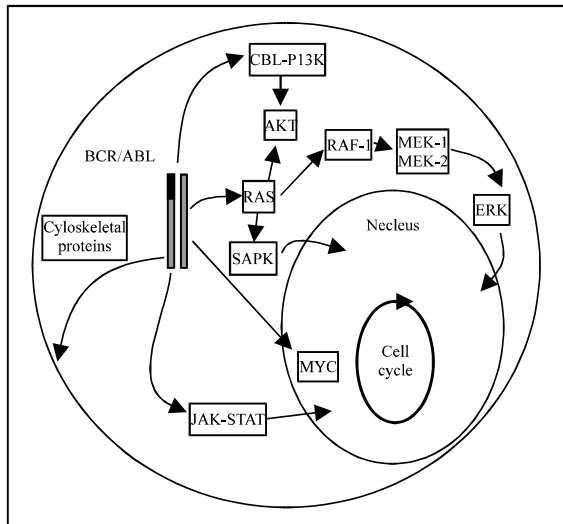 CBL-P13K
AKT
BCR/ABL
RAF-1
MEK-1
MEK-2
RAS
ERK
Cyloskeletal
proteins
Necleus
SAPK
MYC
Cell
cycle
JAK-STAT